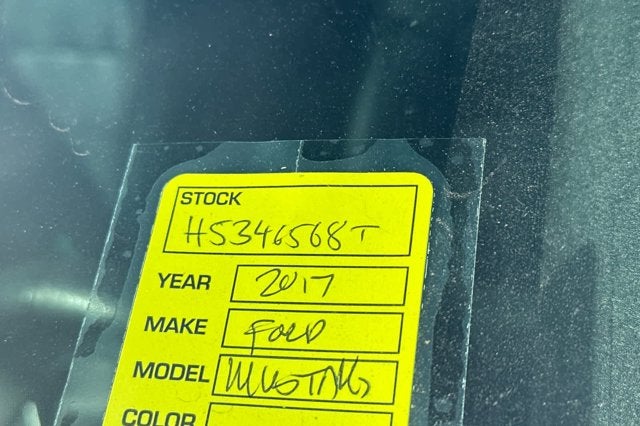 STOCK
H5346568T
YEAR 2017
MAKE FORD
MODEL MUSTANG
COLOR